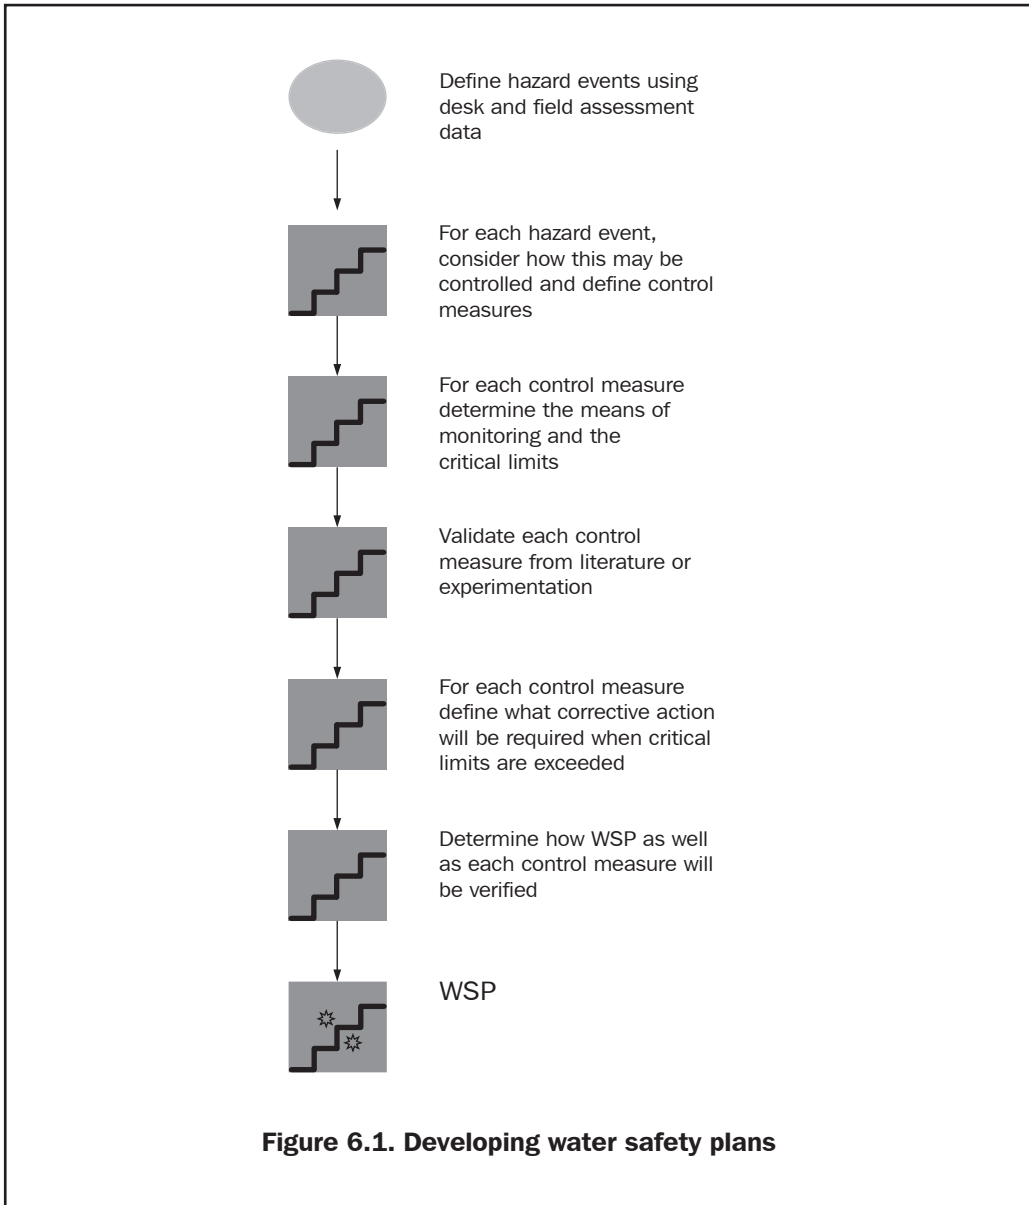 Define hazard events using
desk and field assessment
data
For each hazard event,
consider how this may be
controlled and define control
measures
For each control measure
determine the means of
monitoring and the
critical limits
Validate each control
measure from literature or
experimentation
For each control measure
define what corrective action
will be required when critical
limits are exceeded
Determine how WSP as well
as each control measure will
be verified
WSP
Figure 6.1. Developing water safety plans